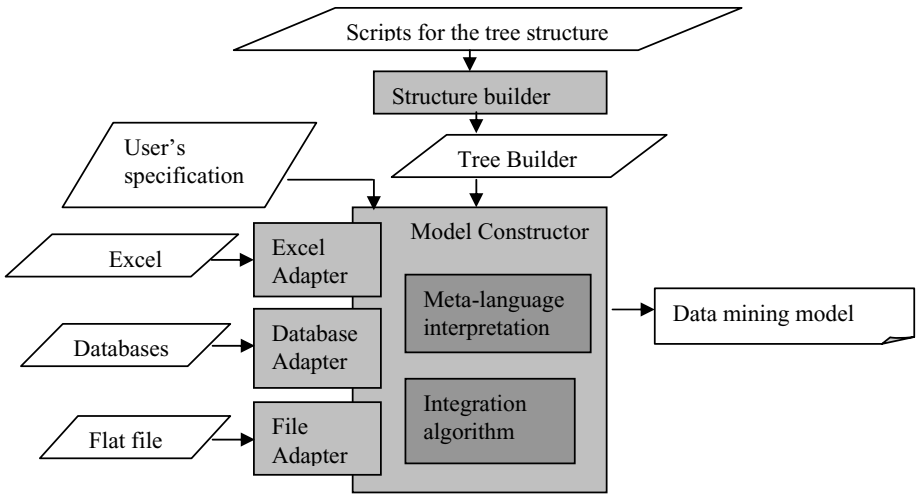 Scripts for the tree structure
Structure builder
User's
specification
Tree Builder
Model Constructor
Excel
Excel
Adapter
Meta-language
interpretation
Data mining model
Databases
Database
Adapter
Integration
algorithm
Flat file
File
Adapter